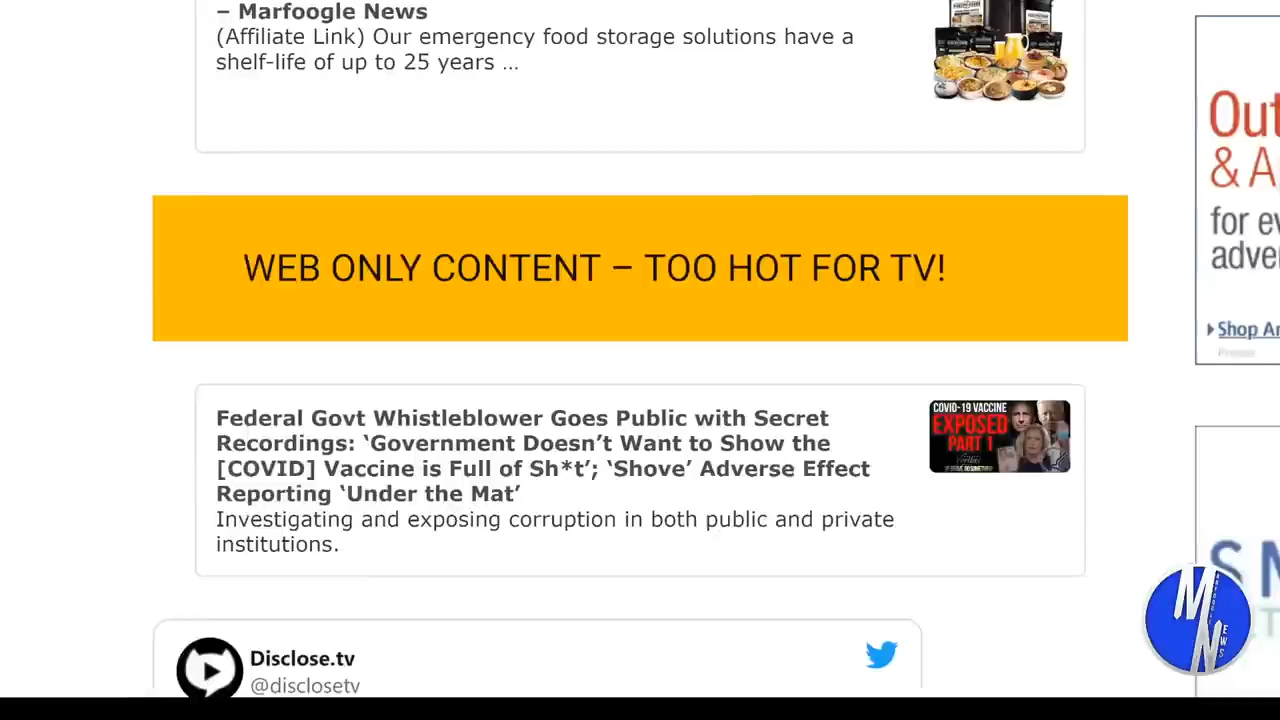 – Marfoogle News
(Affiliate Link) Our emergency food storage solutions have a
shelf-life of up to 25 years ...
Out
& A
for ev
adve
Shop Ar
WEB ONLY CONTENT – TOO HOT FOR TV!
Federal Govt Whistleblower Goes Public with Secret
Recordings: ‘Government Doesn’t Want to Show the
[COVID] Vaccine is Full of Sh*t’; ‘Shove’ Adverse Effect
Reporting ‘Under the Mat’
Investigating and exposing corruption in both public and private
institutions.
COVID-19 VACCINE
EXPOSED
PART 1
Disclose.tv
@disclosetv
S M
MN